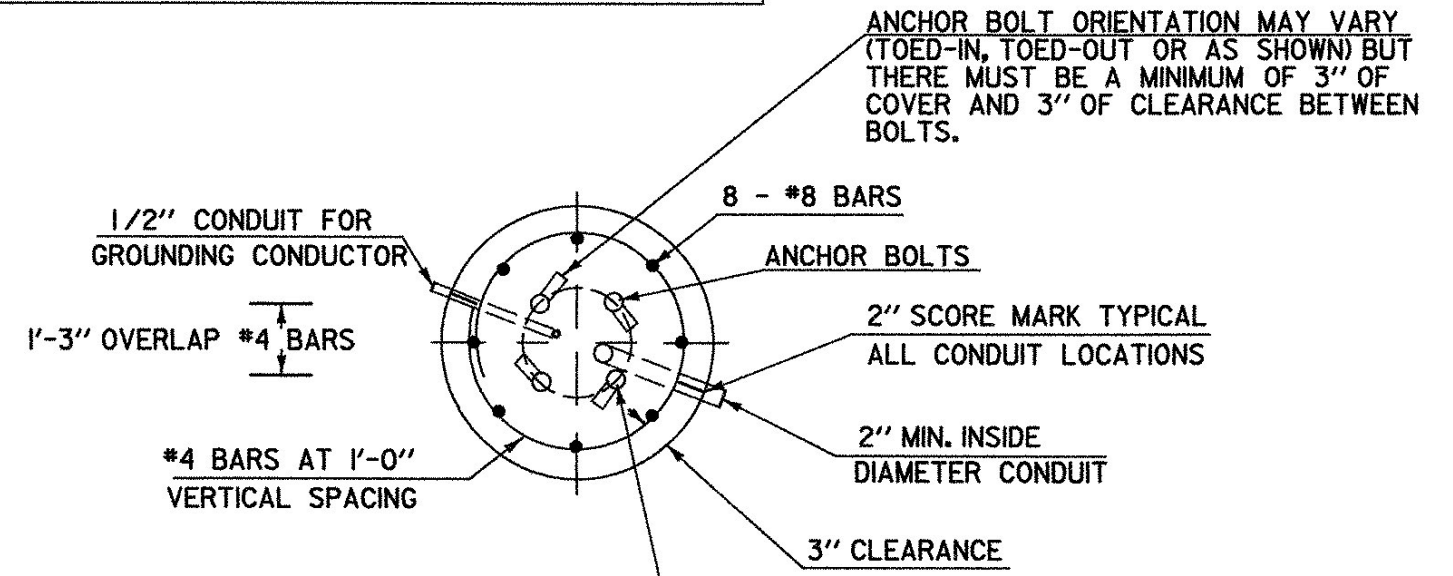 ANCHOR BOLT ORIENTATION MAY VARY
(TOED-IN, TOED-OUT OR AS SHOWN) BUT
THERE MUST BE A MINIMUM OF 3" OF
COVER AND 3" OF CLEARANCE BETWEEN
BOLTS.
8 - #8 BARS
1/2" CONDUIT FOR
GROUNDING CONDUCTOR
ANCHOR BOLTS
1'-3" OVERLAP #4 BARS
2" SCORE MARK TYPICAL
ALL CONDUIT LOCATIONS
2" MIN. INSIDE
DIAMETER CONDUIT
#4 BARS AT 1'-0"
VERTICAL SPACING
3" CLEARANCE